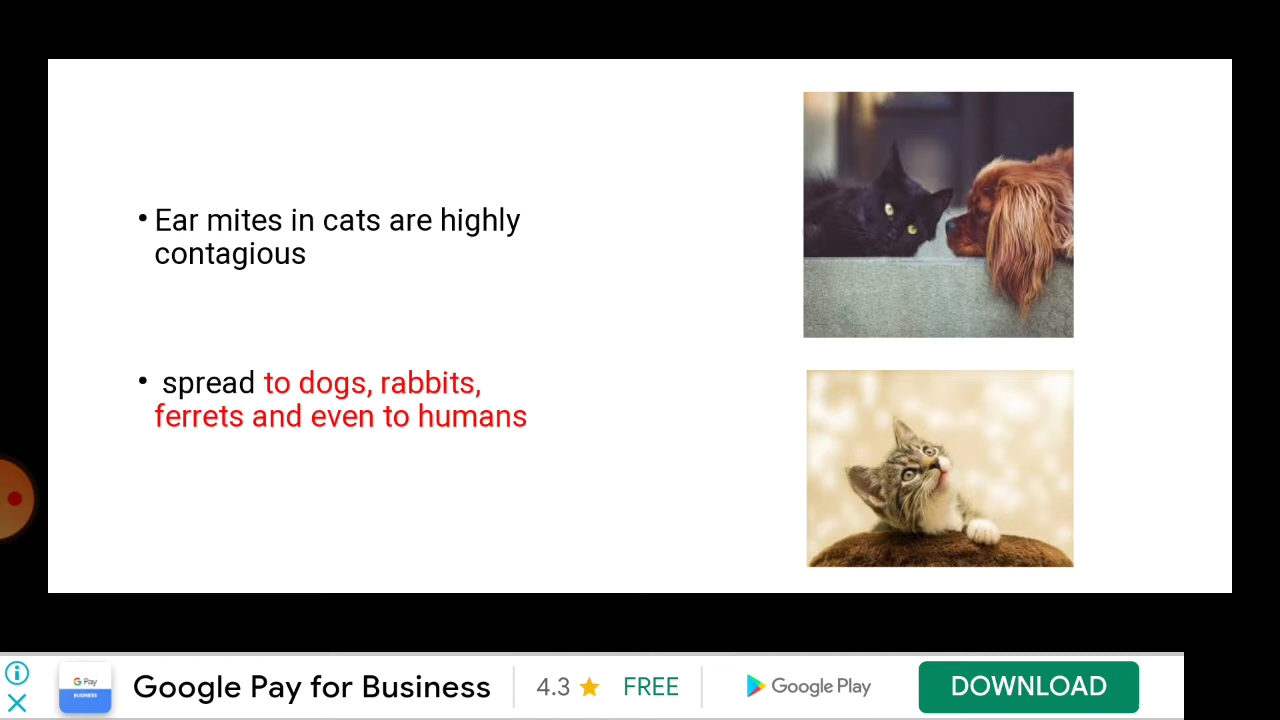 • Ear mites in cats are highly
contagious
• spread to dogs, rabbits,
ferrets and even to humans
G Pay
BUSINESS
Google Pay for Business
4.3 ★
FREE
Google Play
DOWNLOAD